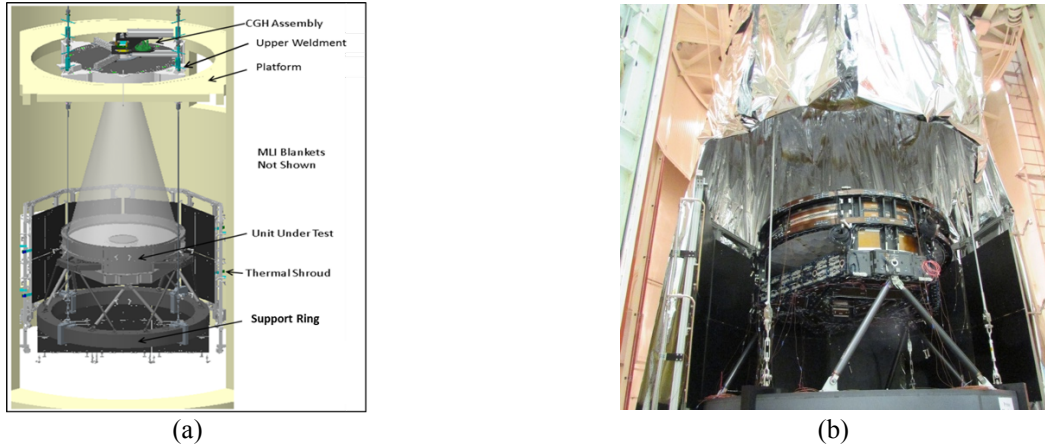 CGH Assembly
Upper Weldment
Platform
MLI Blankets
Not Shown
Unit Under Test
Thermal Shroud
Support Ring
(a)
(b)